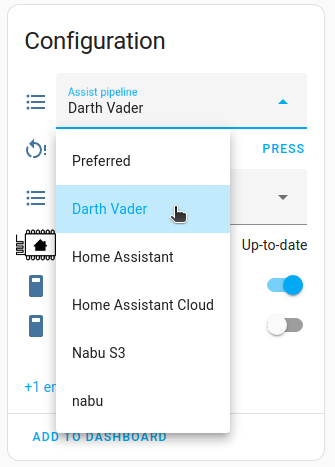 Configuration
Assist pipeline
Darth Vader
PRESS
Preferred
Darth Vader
Up-to-date
Home Assistant
Home Assistant Cloud
Nabu S3
nabu
+1 en
ADD TO DASHBOARD